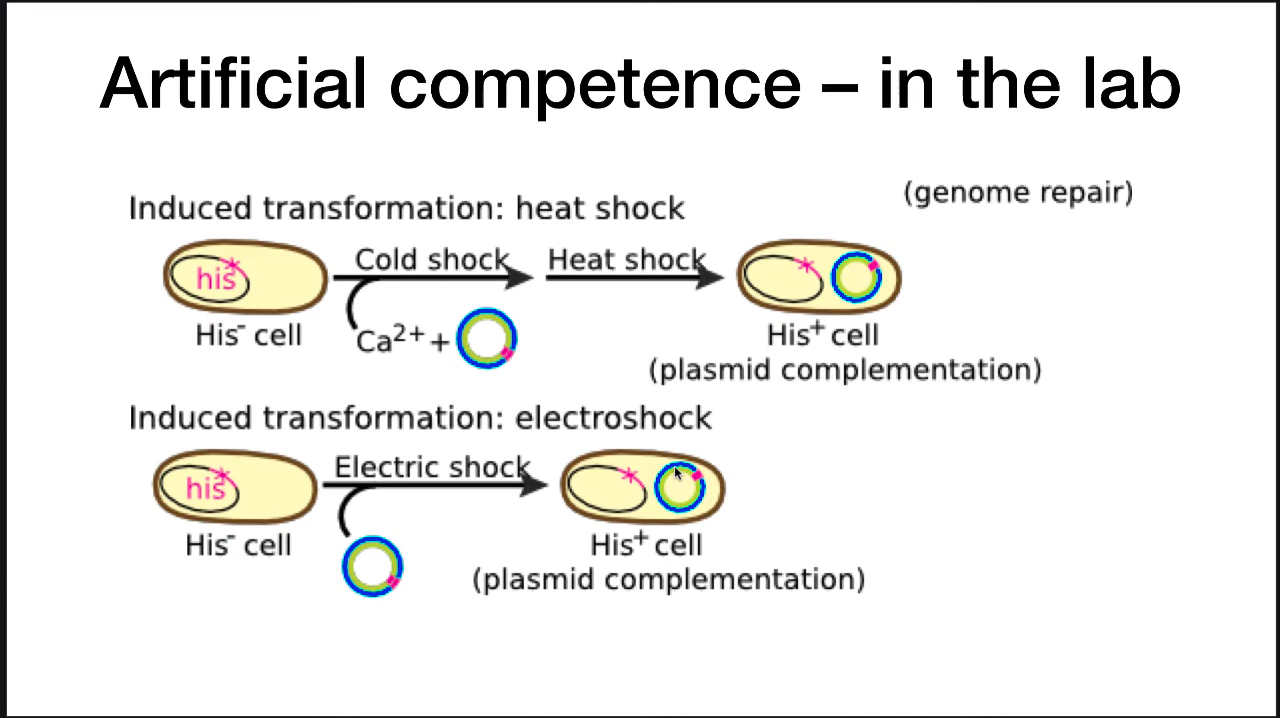 Artificial competence – in the lab
(genome repair)
Induced transformation: heat shock
Cold shock
Heat shock
his*
*
Ca²⁺ +
His⁻ cell
His⁺ cell
(plasmid complementation)
Induced transformation: electroshock
Electric shock
his*
*
His⁻ cell
His⁺ cell
(plasmid complementation)